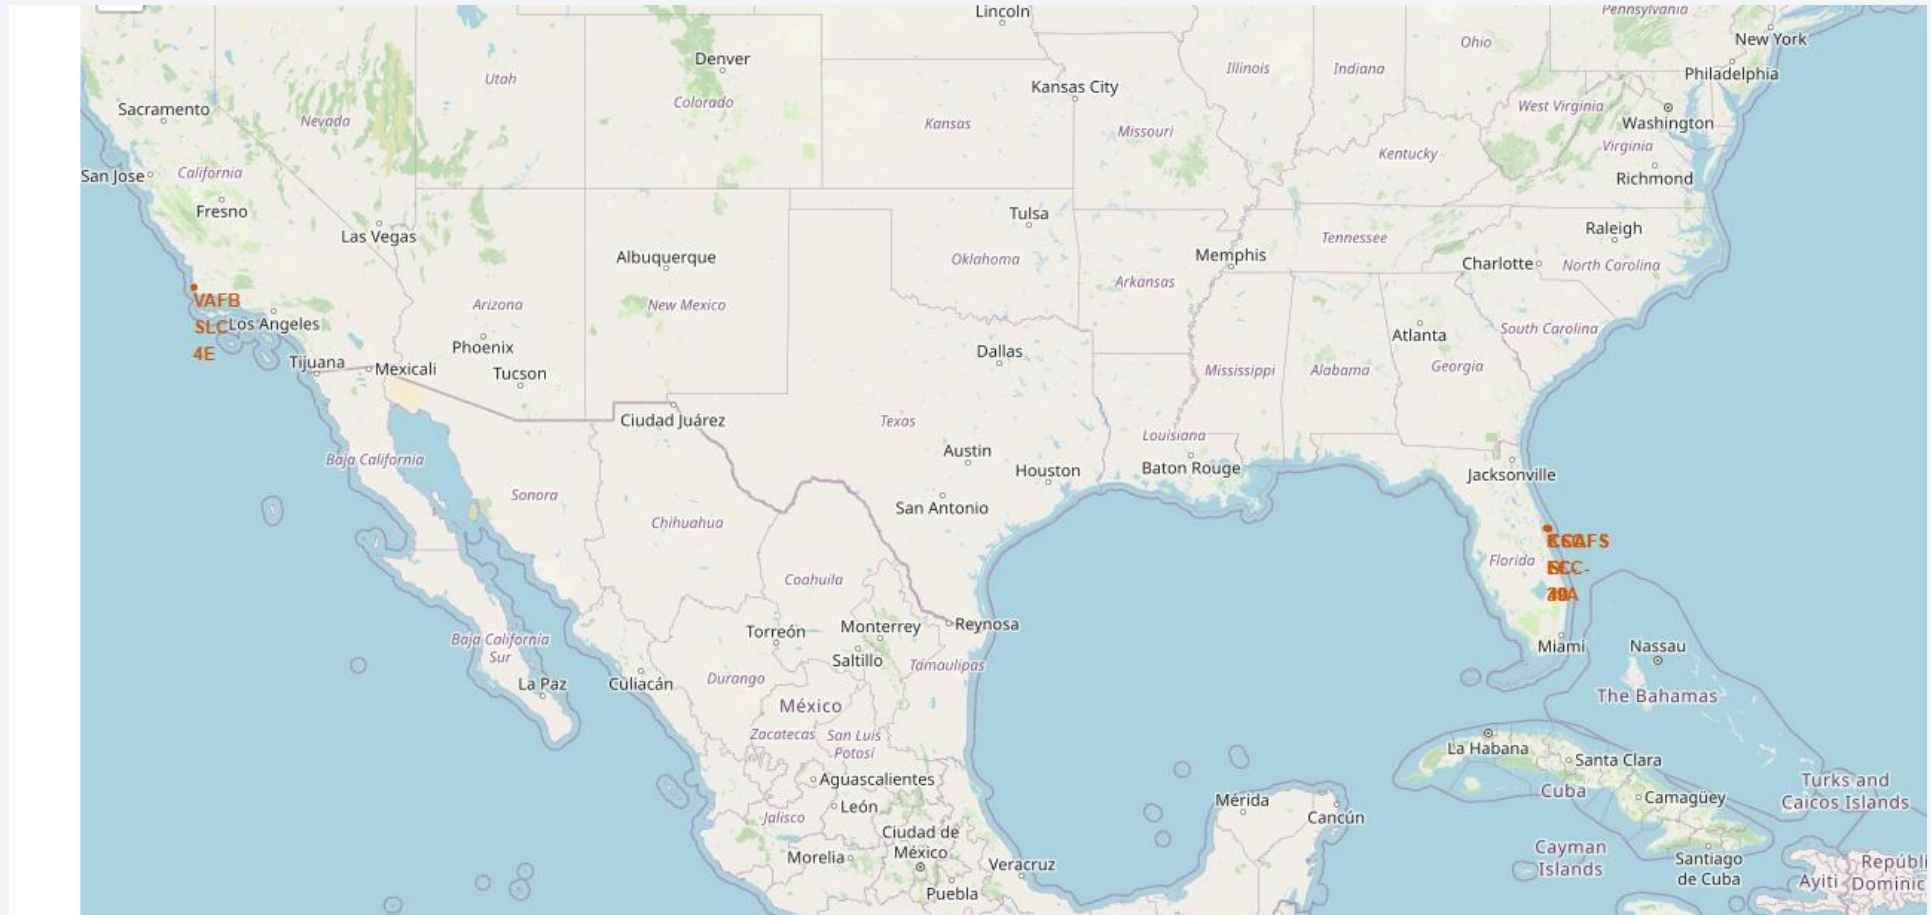 Lincoln
Pennsylvania
New York
Ohio
Denver
Utah
Illinois
Indiana
Philadelphia
Kansas City
Colorado
Sacramento
West Virginia
Nevada
Kansas
Missouri
Washington
Virginia
Kentucky
San Jose
California
Richmond
Fresno
Tulsa
Las Vegas
Raleigh
Tennessee
Albuquerque
Oklahoma
Memphis
Charlotte
North Carolina
Arkansas
VAFB
SLC-
4E
Arizona
New Mexico
Los Angeles
South Carolina
Atlanta
Phoenix
Dallas
Tijuana
Mexicali
Tucson
Mississippi
Alabama
Georgia
Ciudad Juárez
Texas
Louisiana
Austin
Baja California
Houston
Baton Rouge
Jacksonville
Sonora
San Antonio
Chihuahua
Florida
Coahuila
Torreón
Monterrey
Reynosa
Baja California
Sur
Miami
Nassau
Saltillo
Tamaulipas
La Paz
Culiacán
Durango
The Bahamas
México
Zacatecas
San Luis
Potosí
La Habana
Santa Clara
Aguascalientes
Turks and
Caicos Islands
Cuba
Camagüey
León
Mérida
Cancún
Jalisco
Ciudad de
México
Morelia
Veracruz
Cayman
Islands
Santiago
de Cuba
Ayiti
Puebla